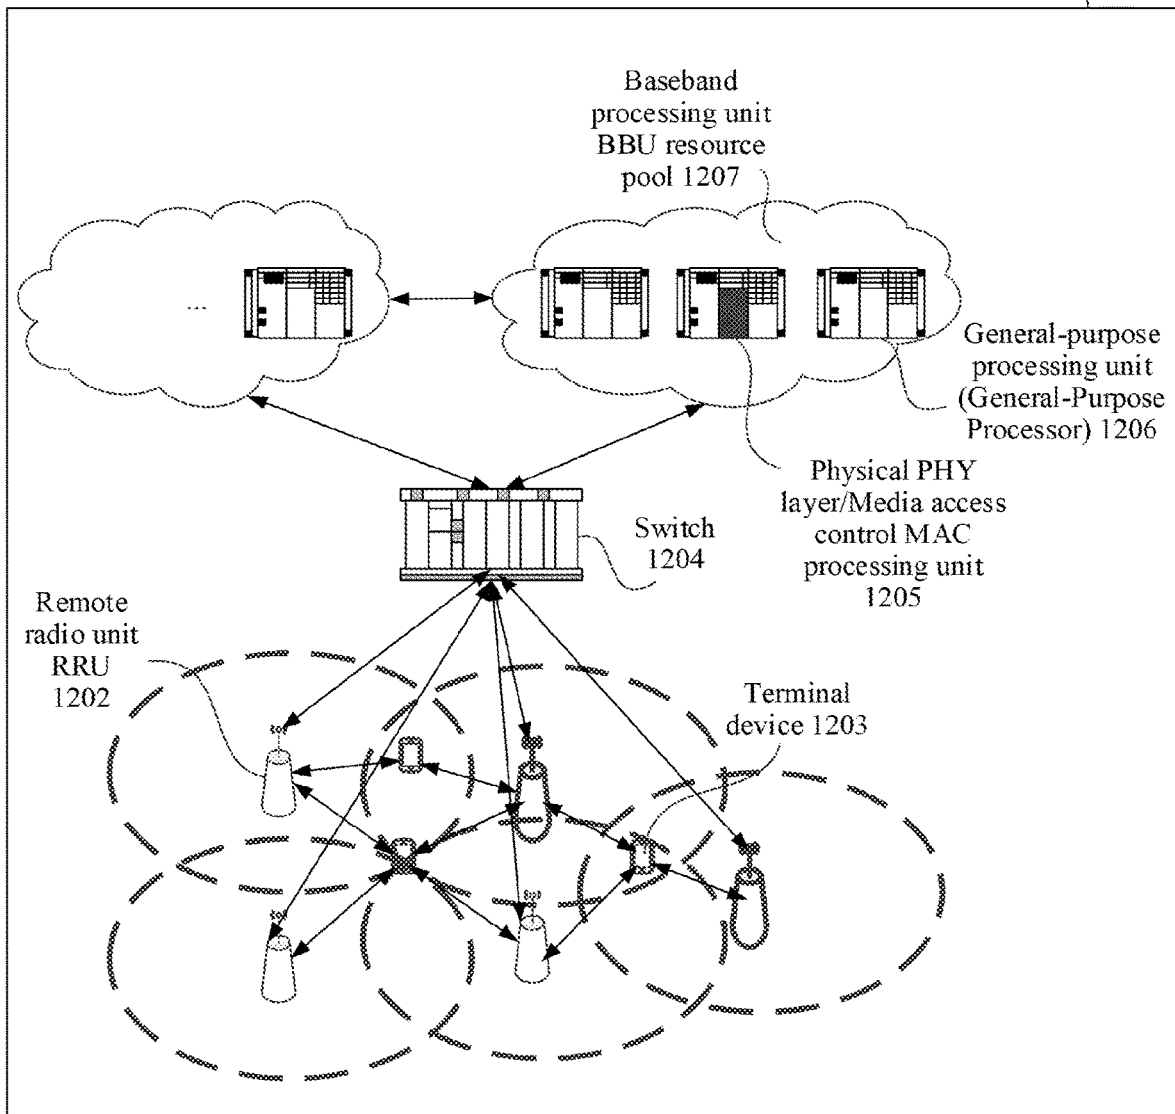 Baseband
processing unit
BBU resource
pool 1207
...
General-purpose
processing unit
(General-Purpose
Processor) 1206
Physical PHY
layer/Media access
control MAC
processing unit
1205
Switch
1204
Remote
radio unit
RRU
1202
Terminal
device 1203